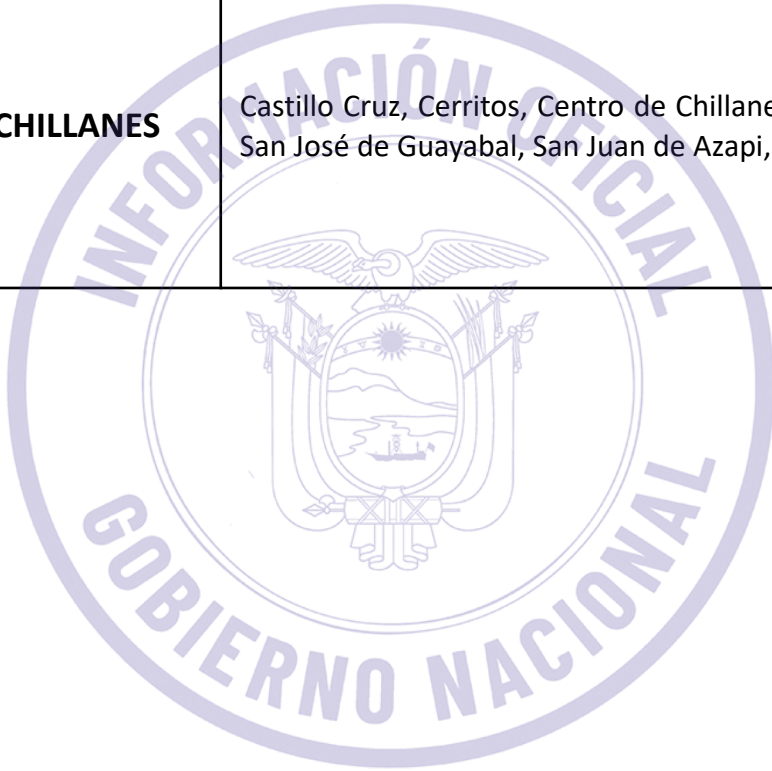 INFORMACIÓN OFICIAL
CHILLANES
Castillo Cruz, Cerritos, Centro de Chillane
San José de Guayabal, San Juan de Azapi,
GOBIERNO NACIONAL